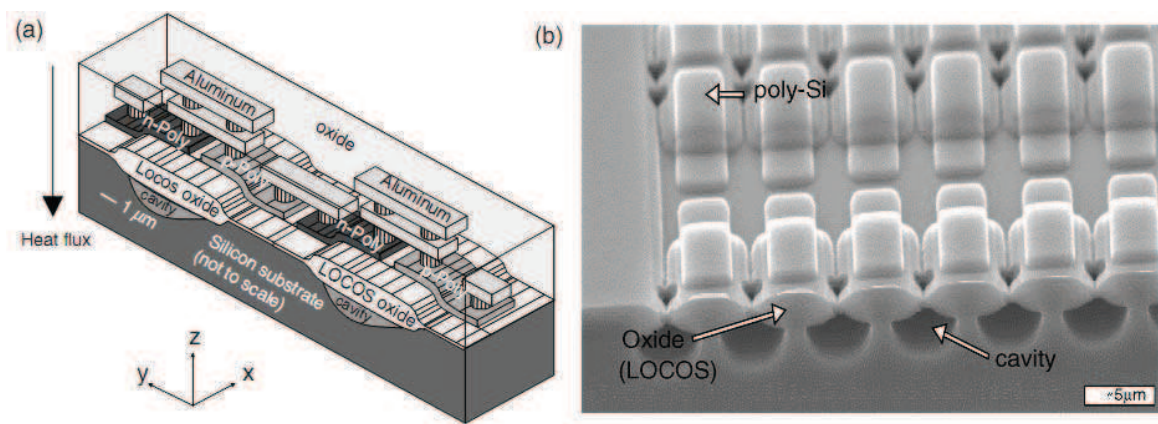 (a)
Aluminum
oxide
n-Poly
p-Poly
Aluminum
Locos oxide
cavity
1 µm
Heat flux
n-Poly
p-Poly
Silicon substrate
(not to scale)
LOCOS oxide
cavity
z
y
x
(b)
poly-Si
Oxide
(LOCOS)
cavity
~5µm